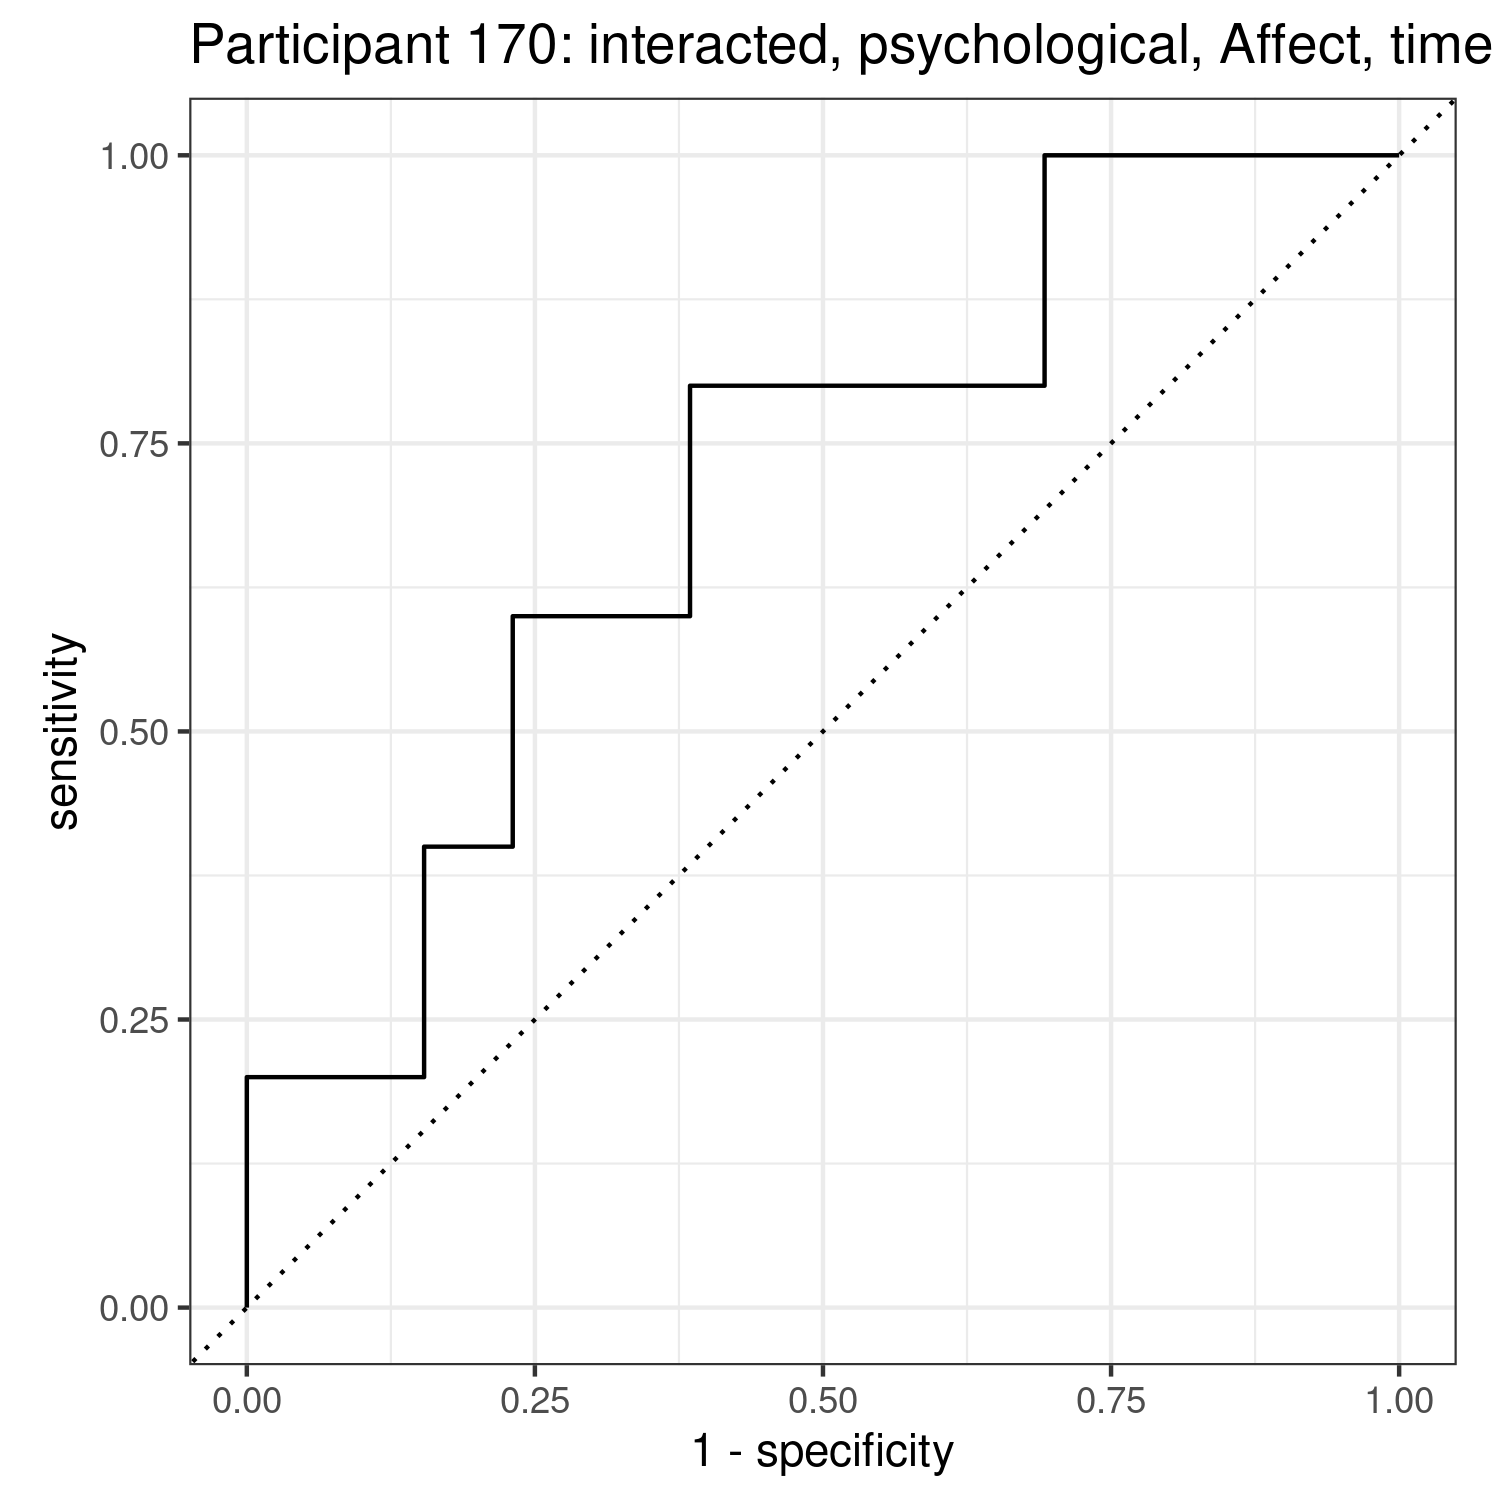 Participant 170: interacted, psychological, Affect, time
1.00
0.75
0.50
0.25
0.00
sensitivity
0.00 0.25 0.50 0.75 1.00
1 - specificity